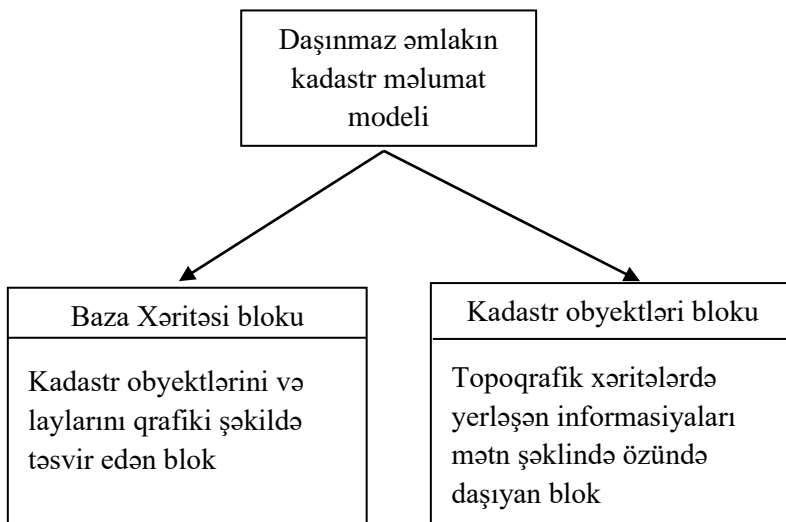 Daşınmaz əmlakın
kadastr məlumat
modeli
Baza Xəritəsi bloku
Kadastr obyektlərini və
laylarını qrafiki şəkildə
təsvir edən blok
Kadastr obyektləri bloku
Topoqrafik xəritələrdə
yerləşən informasiyaları
mətn şəklində özündə
daşıyan blok